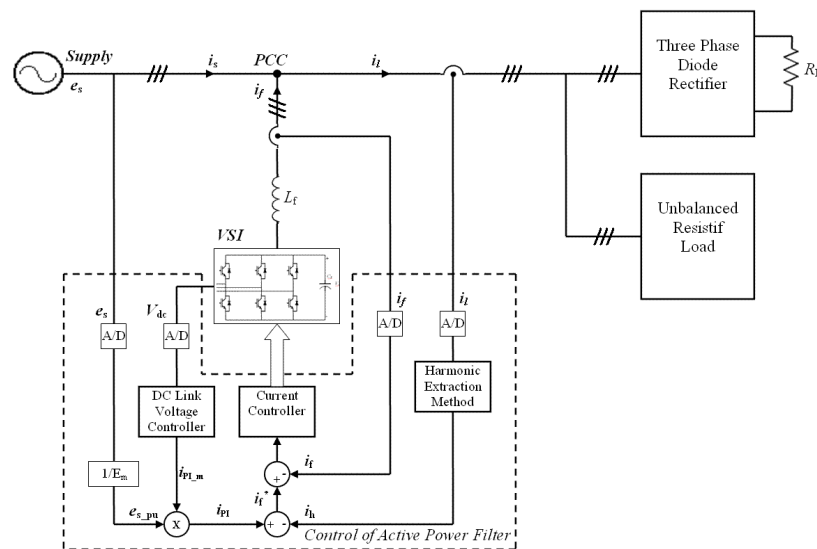 Supply
e_s
i_s
PCC
i_l
i_f
Three Phase
Diode
Rectifier
L_f
VSI
Unbalanced
Resistif
Load
e_s
V_dc
i_f
i_l
A/D
A/D
A/D
A/D
DC Link
Voltage
Controller
Current
Controller
Harmonic
Extraction
Method
1/E_m
i_PI_m
i_f
+ -
e_s_pu
x
i_PI
i_f*
+ -
i_h
Control of Active Power Filter